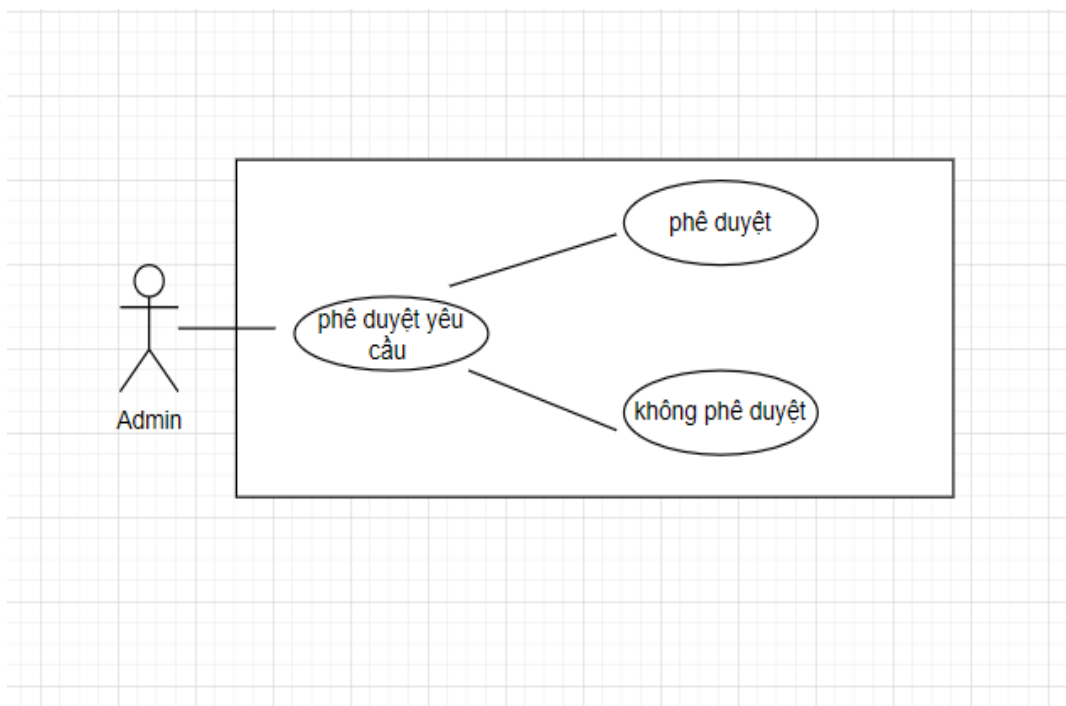 phê duyệt
phê duyệt yêu
cầu
không phê duyệt
Admin